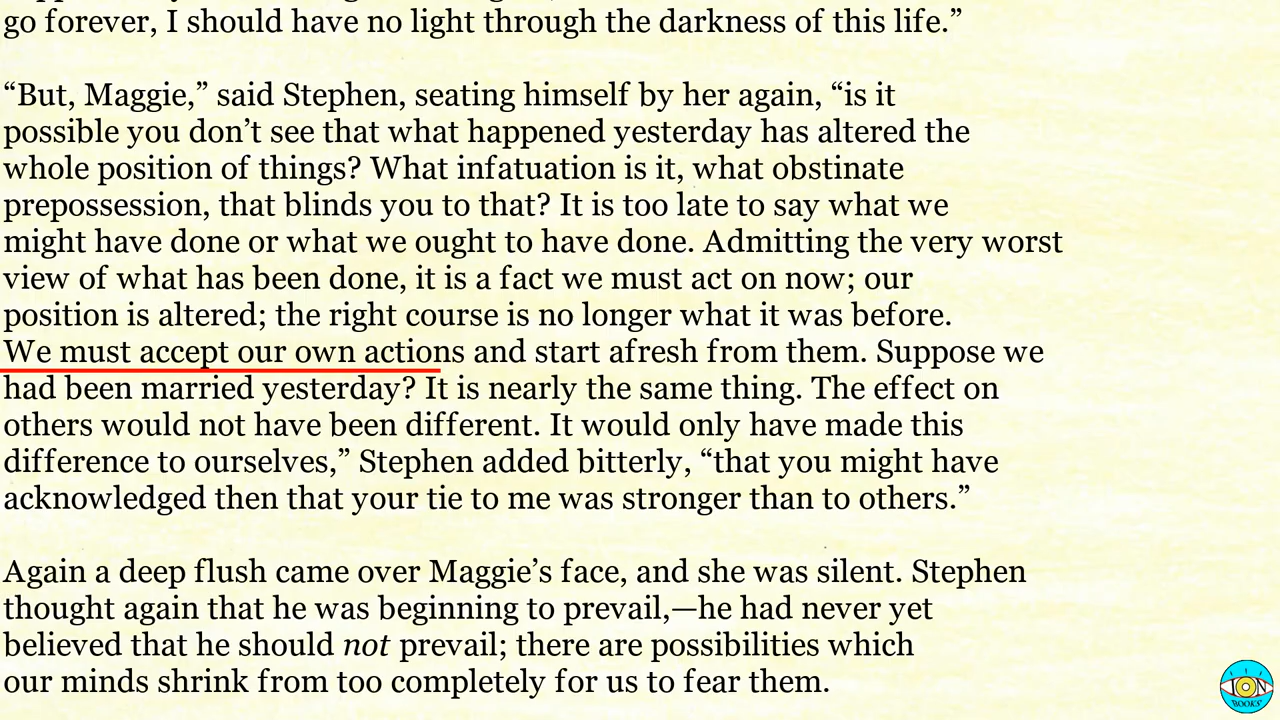 go forever, I should have no light through the darkness of this life.”
“But, Maggie,” said Stephen, seating himself by her again, “is it
possible you don’t see that what happened yesterday has altered the
whole position of things? What infatuation is it, what obstinate
prepossession, that blinds you to that? It is too late to say what we
might have done or what we ought to have done. Admitting the very worst
view of what has been done, it is a fact we must act on now; our
position is altered; the right course is no longer what it was before.
We must accept our own actions and start afresh from them. Suppose we
had been married yesterday? It is nearly the same thing. The effect on
others would not have been different. It would only have made this
difference to ourselves,” Stephen added bitterly, “that you might have
acknowledged then that your tie to me was stronger than to others.”
Again a deep flush came over Maggie’s face, and she was silent. Stephen
thought again that he was beginning to prevail,—he had never yet
believed that he should not prevail; there are possibilities which
our minds shrink from too completely for us to fear them.
ION
BOOKS